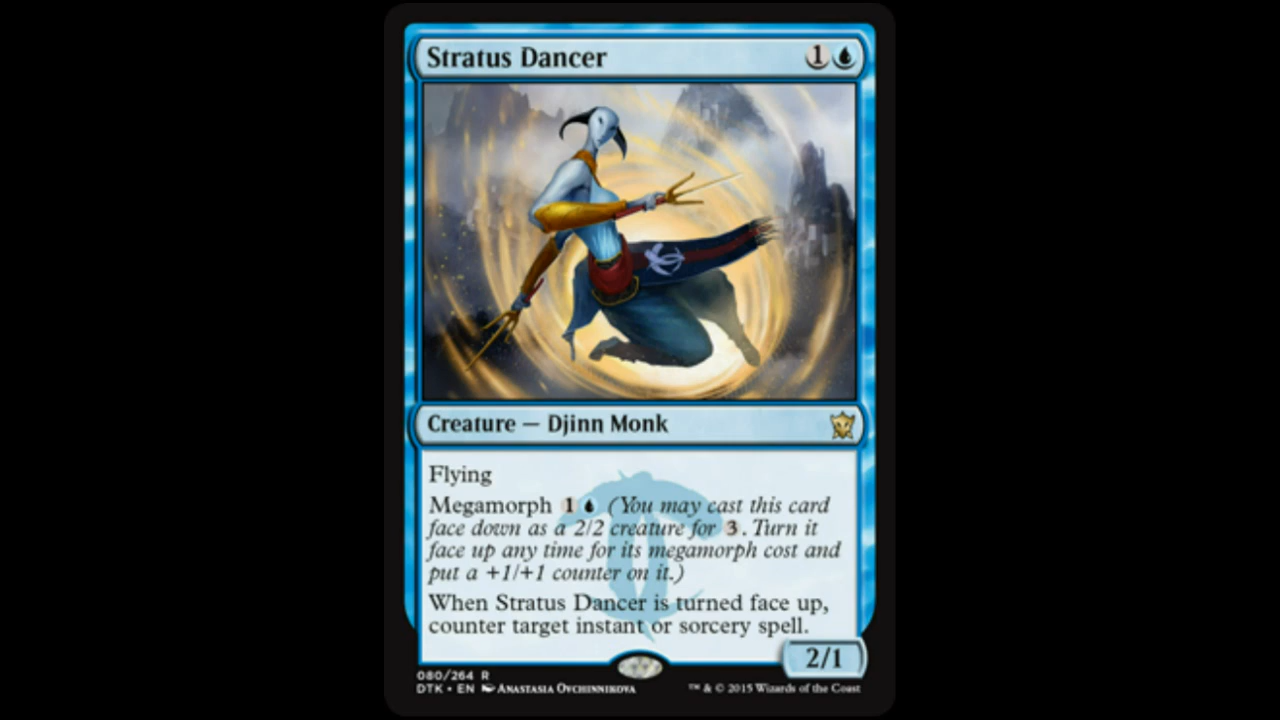 Stratus Dancer 1
Creature — Djinn Monk
Flying
Megamorph 1 (You may cast this card
face down as a 2/2 creature for 3. Turn it
face up any time for its megamorph cost and
put a +1/+1 counter on it.)
When Stratus Dancer is turned face up,
counter target instant or sorcery spell.
2/1
080/264 R
DTK • EN Anastasia Ovchinnikova
™ & © 2015 Wizards of the Coast